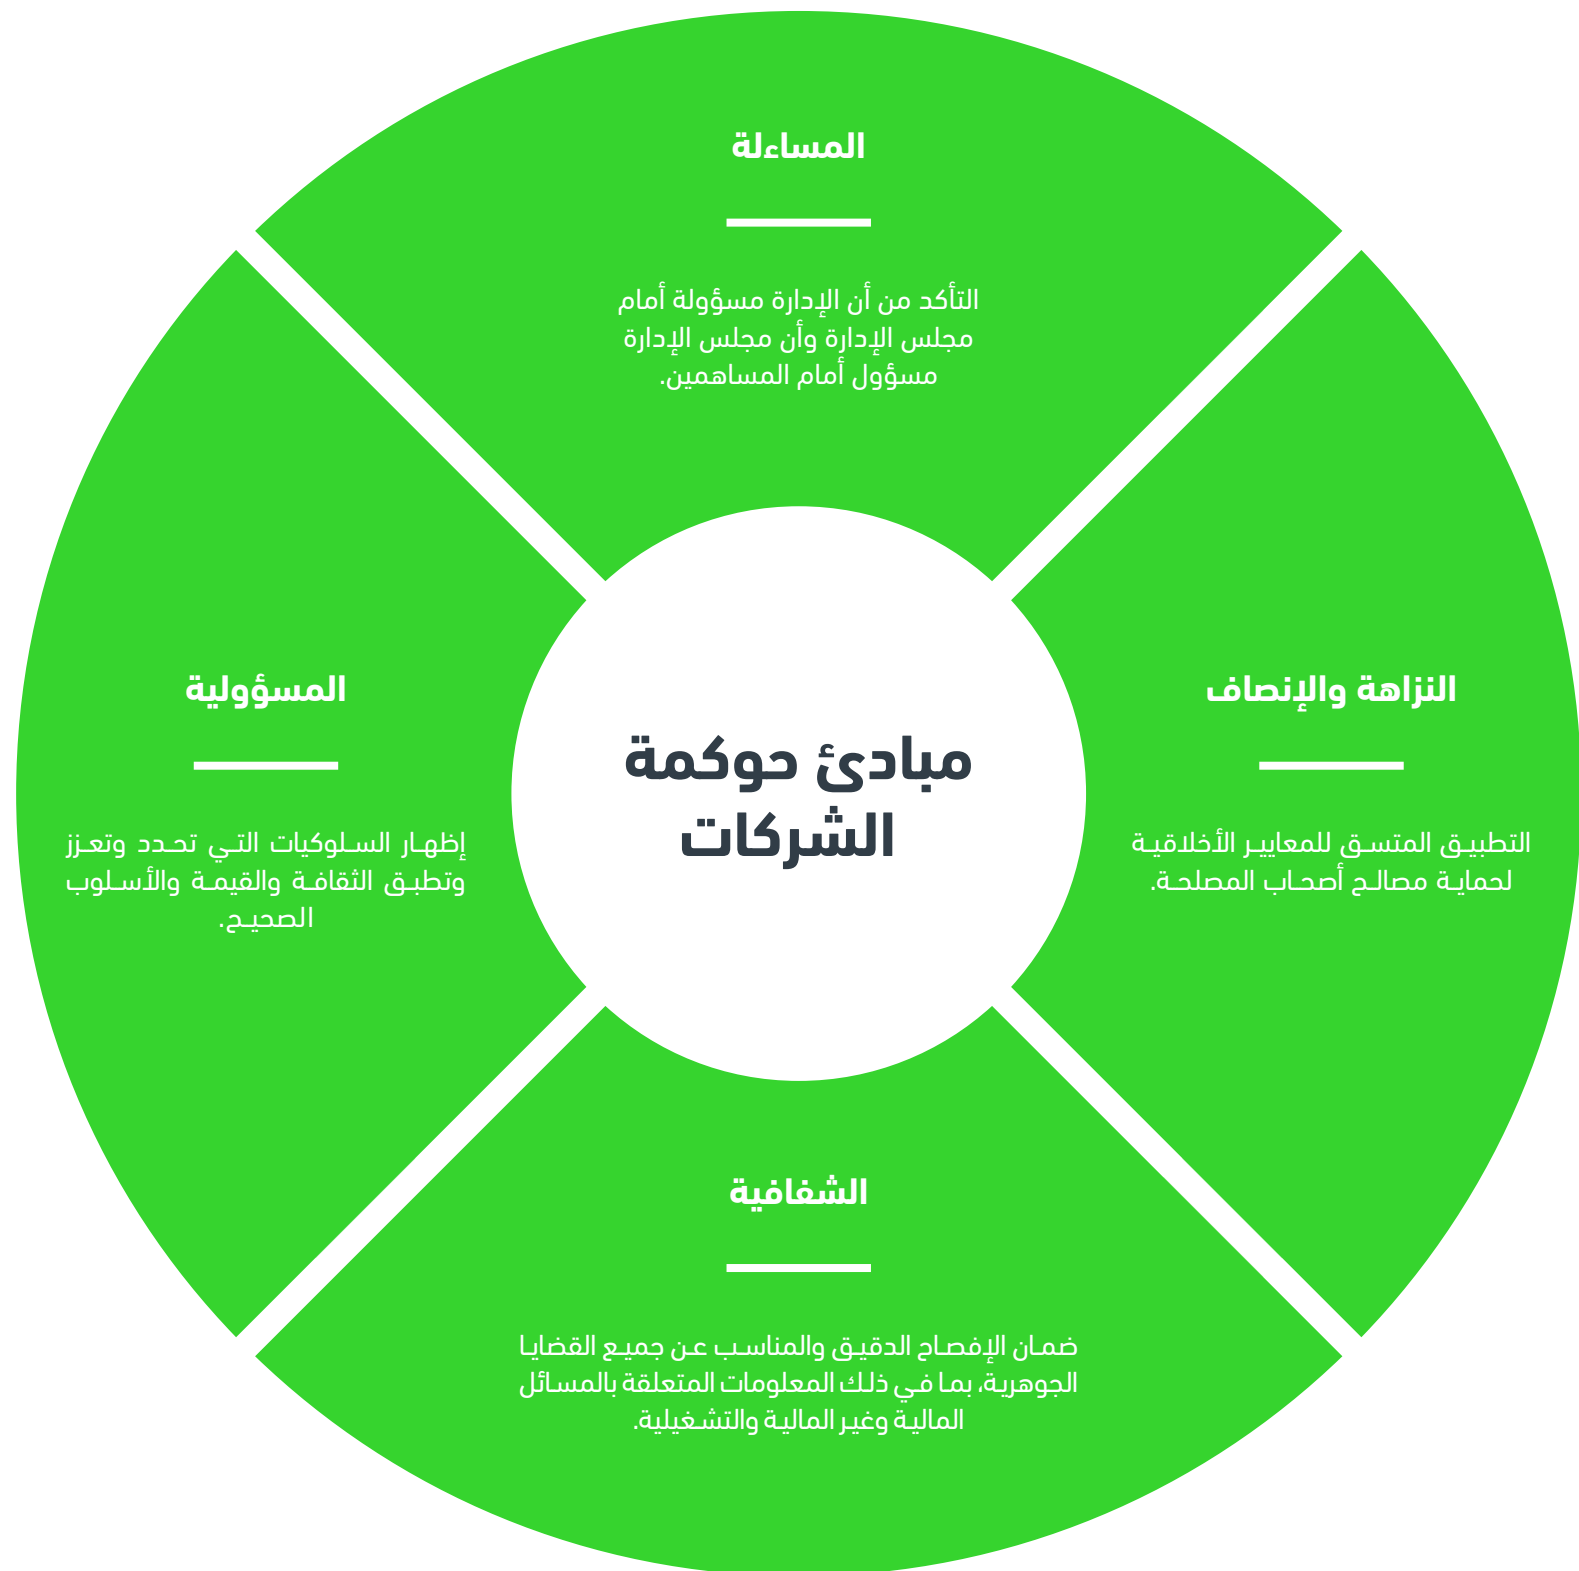 المساءلة
التأكد من أن الإدارة مسؤولة أمام
مجلس الإدارة وأن مجلس الإدارة
مسؤول أمام المساهمين.
النزاهة والإنصاف
التطبيق المتسق للمعايير الأخلاقية
لحماية مصالح أصحاب المصلحة.
مبادئ حوكمة
الشركات
المسؤولية
إظهار السلوكيات التي تحدد وتعزز
وتطبق الثقافة والقيمة والأسلوب
الصحيح.
الشفافية
ضمان الإفصاح الدقيق والمناسب عن جميع القضايا
الجوهرية، بما في ذلك المعلومات المتعلقة بالمسائل
المالية وغير المالية والتشغيلية.